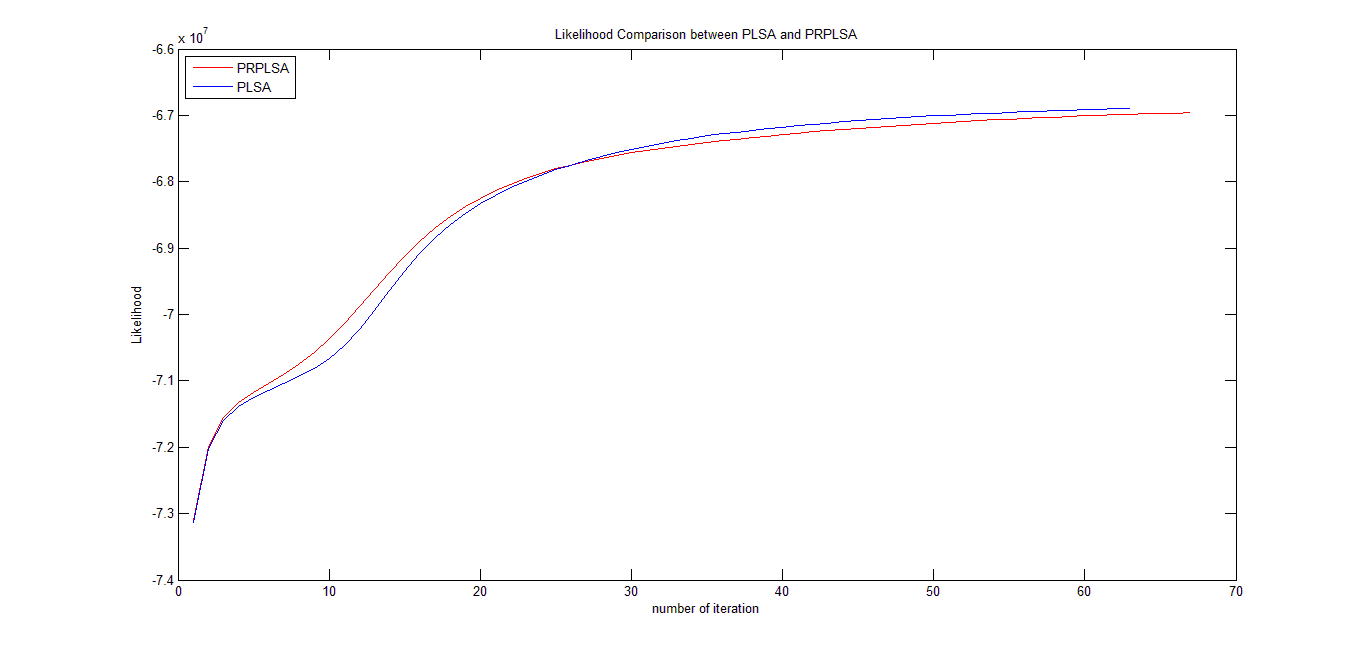 Likelihood Comparison between PLSA and PRPLSA
x 10^7
PRPLSA
PLSA
-6.6
-6.7
-6.8
-6.9
-7
-7.1
-7.2
-7.3
-7.4
Likelihood
0 10 20 30 40 50 60 70
number of iteration